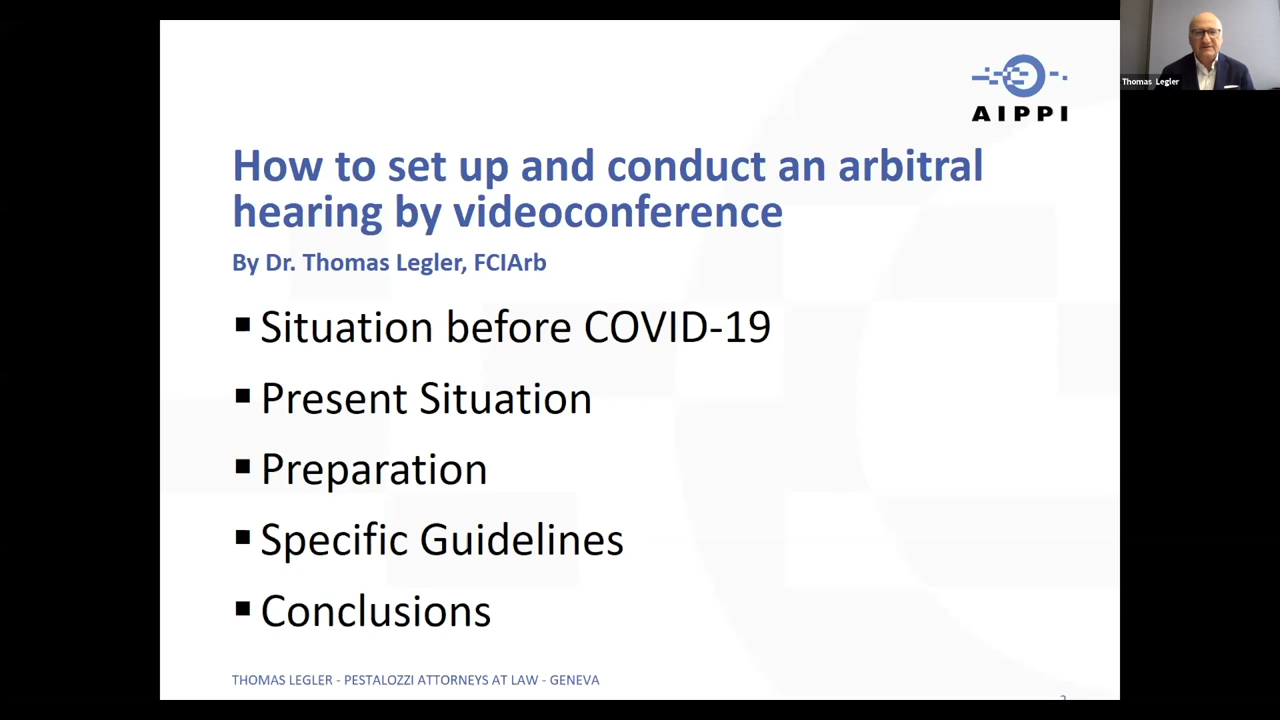 AIPPI
Thomas Legler
How to set up and conduct an arbitral
hearing by videoconference
By Dr. Thomas Legler, FCIArb
▪ Situation before COVID-19
▪ Present Situation
▪ Preparation
▪ Specific Guidelines
▪ Conclusions
THOMAS LEGLER - PESTALOZZI ATTORNEYS AT LAW - GENEVA